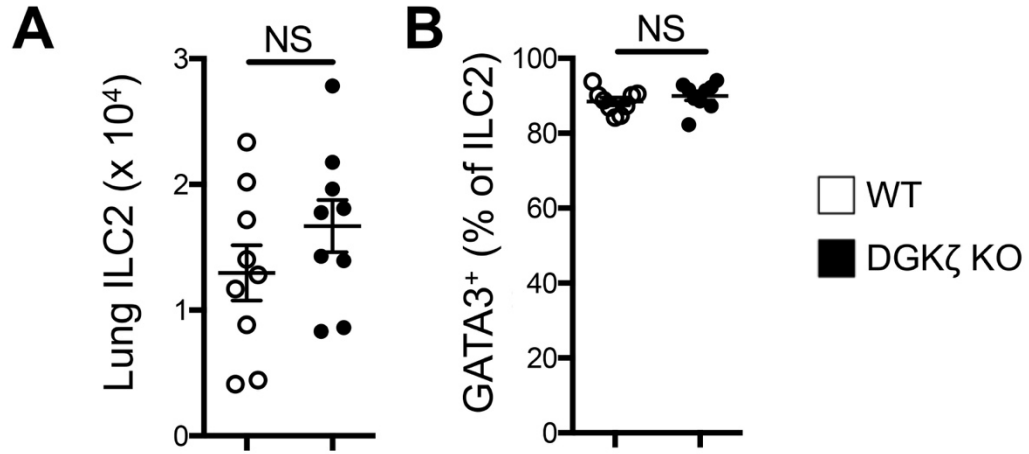 A
NS
Lung ILC2 (x 10⁴)
3
2
1
0
B
NS
GATA3⁺ (% of ILC2)
100
80
60
40
20
0
WT
DGKζ KO